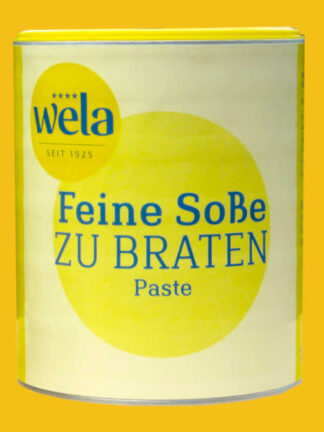 wela
SEIT 1925
Feine Soße
ZU BRATEN
Paste